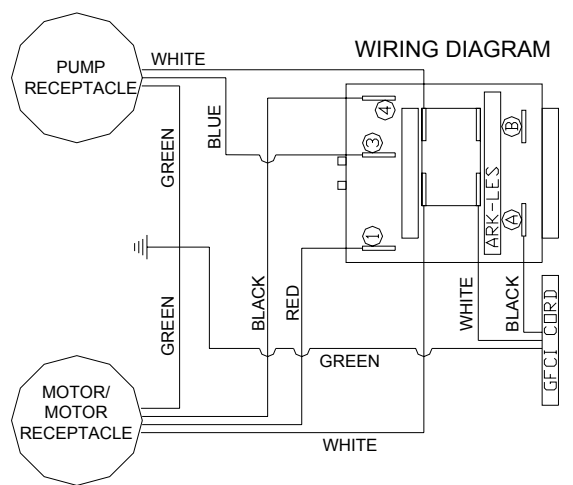 WIRING DIAGRAM
PUMP
RECEPTACLE
WHITE
BLUE
GREEN
4
3
1
ARK-LES
B
A
GREEN
BLACK
RED
WHITE
BLACK
GFCI CORD
GREEN
MOTOR/
MOTOR
RECEPTACLE
WHITE